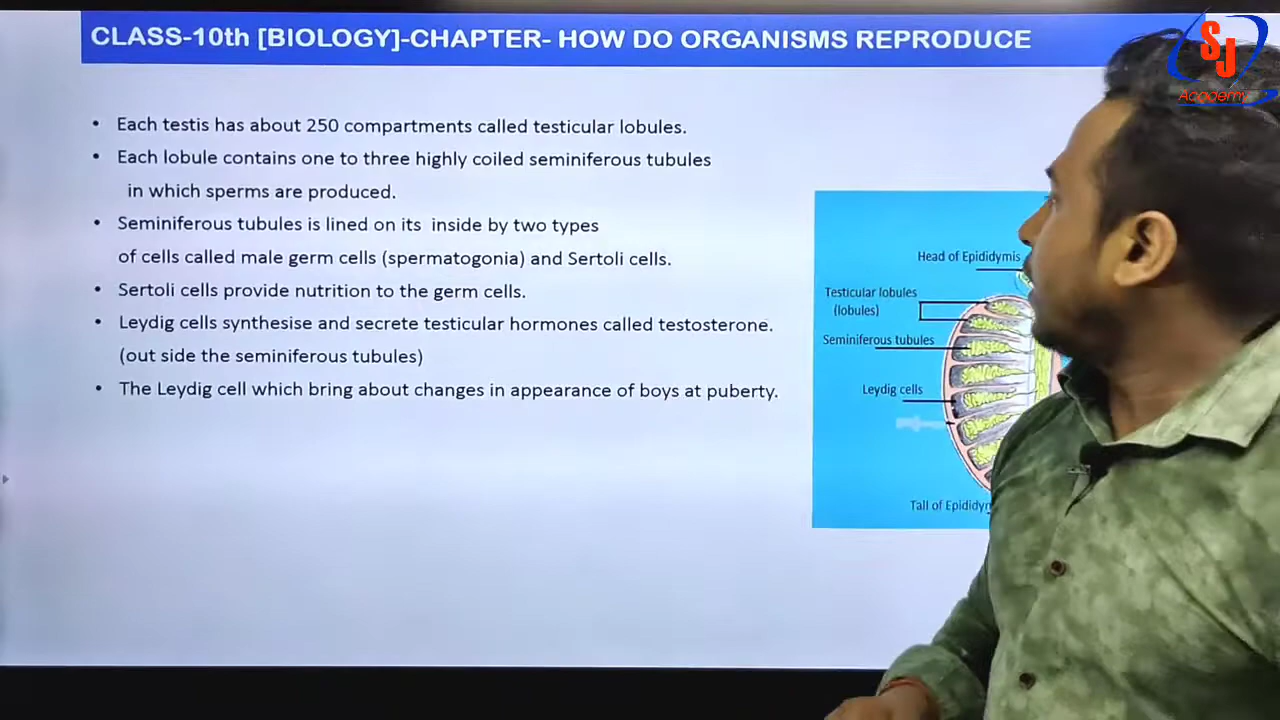 CLASS-10th [BIOLOGY]-CHAPTER- HOW DO ORGANISMS REPRODUCE
SJ
Academy
• Each testis has about 250 compartments called testicular lobules.
• Each lobule contains one to three highly coiled seminiferous tubules
in which sperms are produced.
• Seminiferous tubules is lined on its inside by two types
of cells called male germ cells (spermatogonia) and Sertoli cells.
• Sertoli cells provide nutrition to the germ cells.
• Leydig cells synthesise and secrete testicular hormones called testosterone.
(out side the seminiferous tubules)
• The Leydig cell which bring about changes in appearance of boys at puberty.
Head of Epididymis
Testicular lobules
(lobules)
Seminiferous tubules
Leydig cells
Tall of Epididy